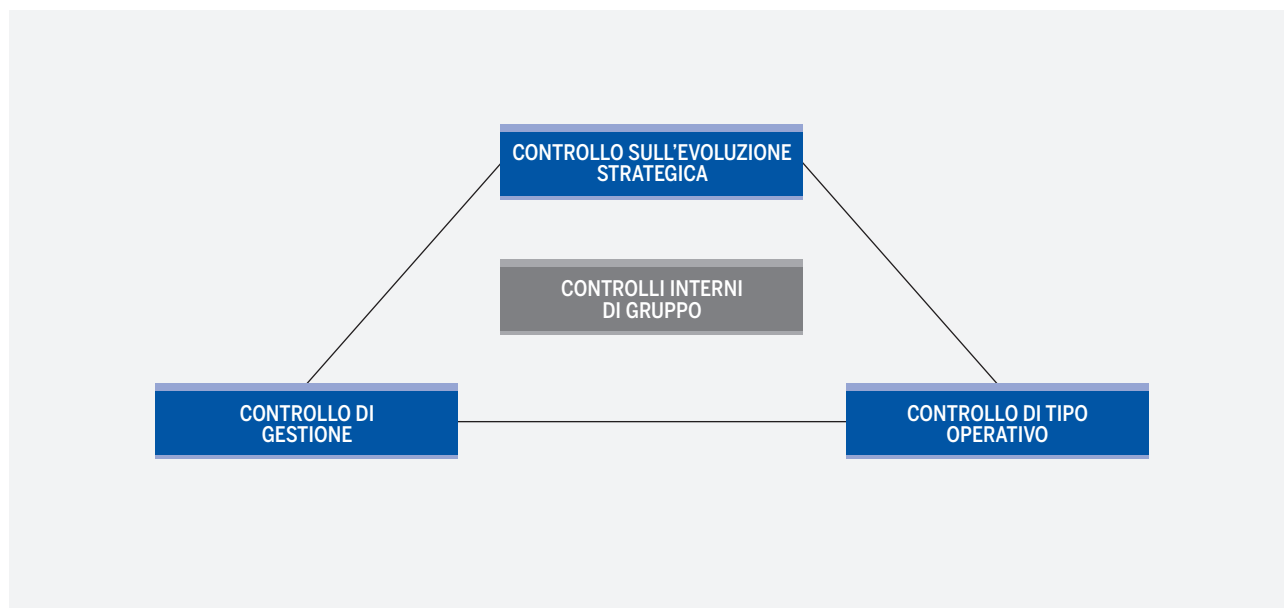 CONTROLLO SULL'EVOLUZIONE
STRATEGICA
CONTROLLI INTERNI
DI GRUPPO
CONTROLLO DI
GESTIONE
CONTROLLO DI TIPO
OPERATIVO